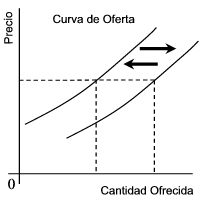 Precio
Curva de Oferta
0
Cantidad Ofrecida